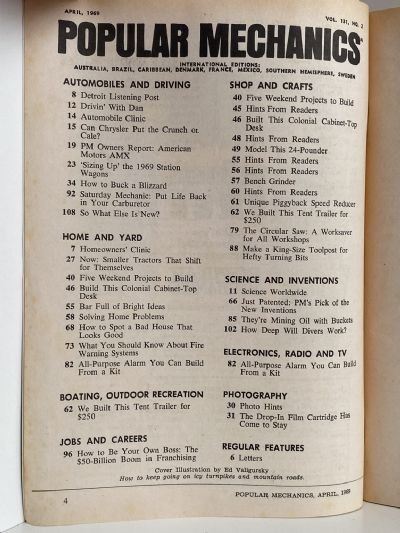 APRIL, 1969
VOL. 131, NO. 2
POPULAR MECHANICS
INTERNATIONAL EDITIONS:
AUSTRALIA, BRAZIL, CARIBBEAN, DENMARK, FRANCE, MEXICO, SOUTHERN HEMISPHERE, SWEDEN
AUTOMOBILES AND DRIVING
8 Detroit Listening Post
12 Drivin' With Dan
14 Automobile Clinic
15 Can Chrysler Put the Crunch on
Cale?
19 PM Owners Report: American
Motors AMX
23 'Sizing Up' the 1969 Station
Wagons
34 How to Buck a Blizzard
92 Saturday Mechanic: Put Life Back
in Your Carburetor
108 So What Else Is New?
HOME AND YARD
7 Homeowners' Clinic
27 Now: Smaller Tractors That Shift
for Themselves
40 Five Weekend Projects to Build
46 Build This Colonial Cabinet-Top
Desk
55 Bar Full of Bright Ideas
58 Solving Home Problems
68 How to Spot a Bad House That
Looks Good
73 What You Should Know About Fire
Warning Systems
82 All-Purpose Alarm You Can Build
From a Kit
BOATING, OUTDOOR RECREATION
62 We Built This Tent Trailer for
$250
JOBS AND CAREERS
96 How to Be Your Own Boss: The
$50-Billion Boom in Franchising
SHOP AND CRAFTS
40 Five Weekend Projects to Build
45 Hints From Readers
46 Built This Colonial Cabinet-Top
Desk
48 Hints From Readers
49 Model This 24-Pounder
55 Hints From Readers
56 Hints From Readers
57 Bench Grinder
60 Hints From Readers
61 Unique Piggyback Speed Reducer
62 We Built This Tent Trailer for
$250
79 The Circular Saw: A Worksaver
for All Workshops
88 Make a King-Size Toolpost for
Hefty Turning Bits
SCIENCE AND INVENTIONS
11 Science Worldwide
66 Just Patented: PM's Pick of the
New Inventions
85 They're Mining Oil with Buckets
102 How Deep Will Divers Work?
ELECTRONICS, RADIO AND TV
82 All-Purpose Alarm You Can Build
From a Kit
PHOTOGRAPHY
30 Photo Hints
31 The Drop-In Film Cartridge Has
Come to Stay
REGULAR FEATURES
6 Letters
Cover Illustration by Ed Valigursky
How to keep going on icy turnpikes and mountain roads.
4
POPULAR MECHANICS, APRIL, 1969